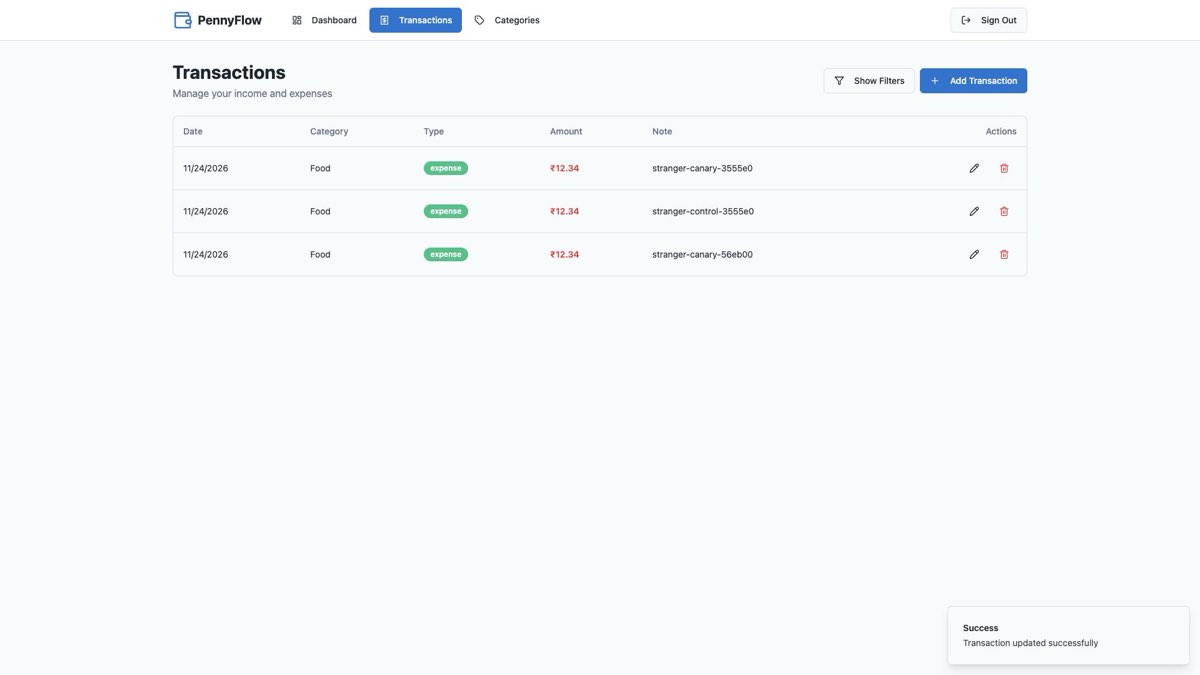 PennyFlow Dashboard Transactions Categories Sign Out
Transactions
Manage your income and expenses
Show Filters Add Transaction
Date Category Type Amount Note Actions
11/24/2026 Food expense ₹12.34 stranger-canary-3555e0
11/24/2026 Food expense ₹12.34 stranger-control-3555e0
11/24/2026 Food expense ₹12.34 stranger-canary-56eb00
Success
Transaction updated successfully